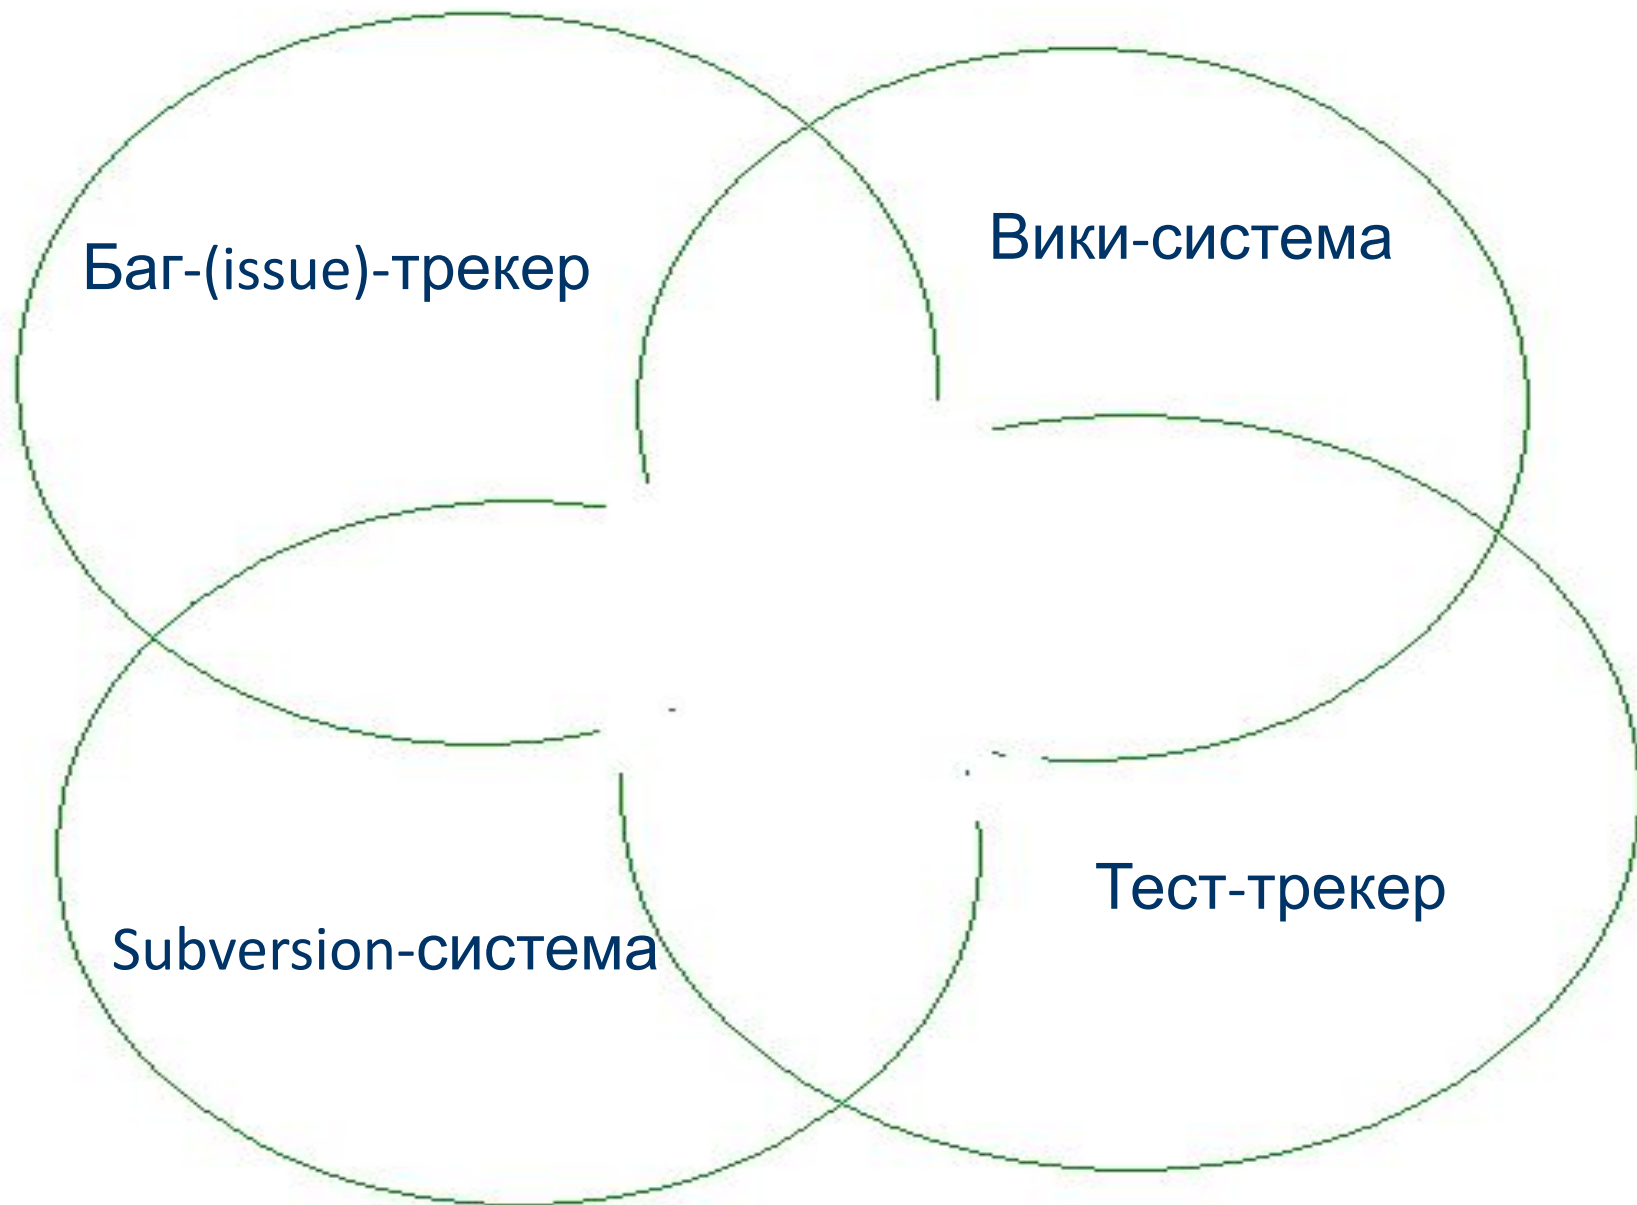 Баг-(issue)-трекер
Вики-система
Subversion-система
Тест-трекер